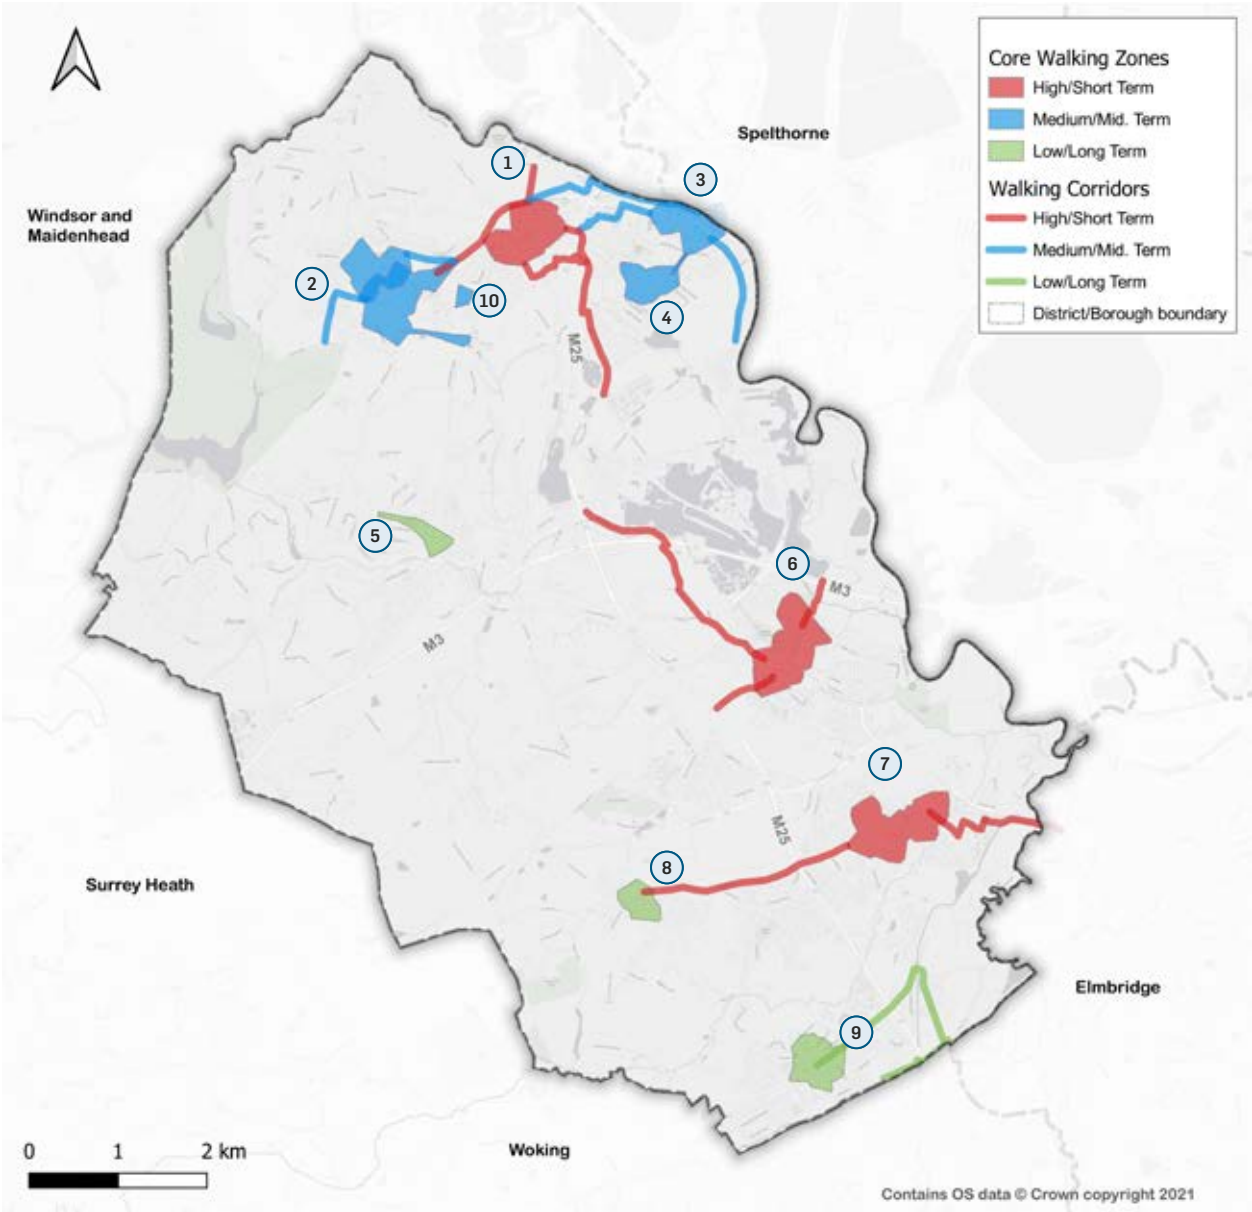 Core Walking Zones
High/Short Term
Medium/Mid. Term
Low/Long Term
Walking Corridors
High/Short Term
Medium/Mid. Term
Low/Long Term
District/Borough boundary
Spelthorne
1
3
Windsor and
Maidenhead
2
10
4
M25
5
6
M3
M3
7
M25
8
Surrey Heath
Elmbridge
9
0 1 2 km
Woking
Contains OS data © Crown copyright 2021